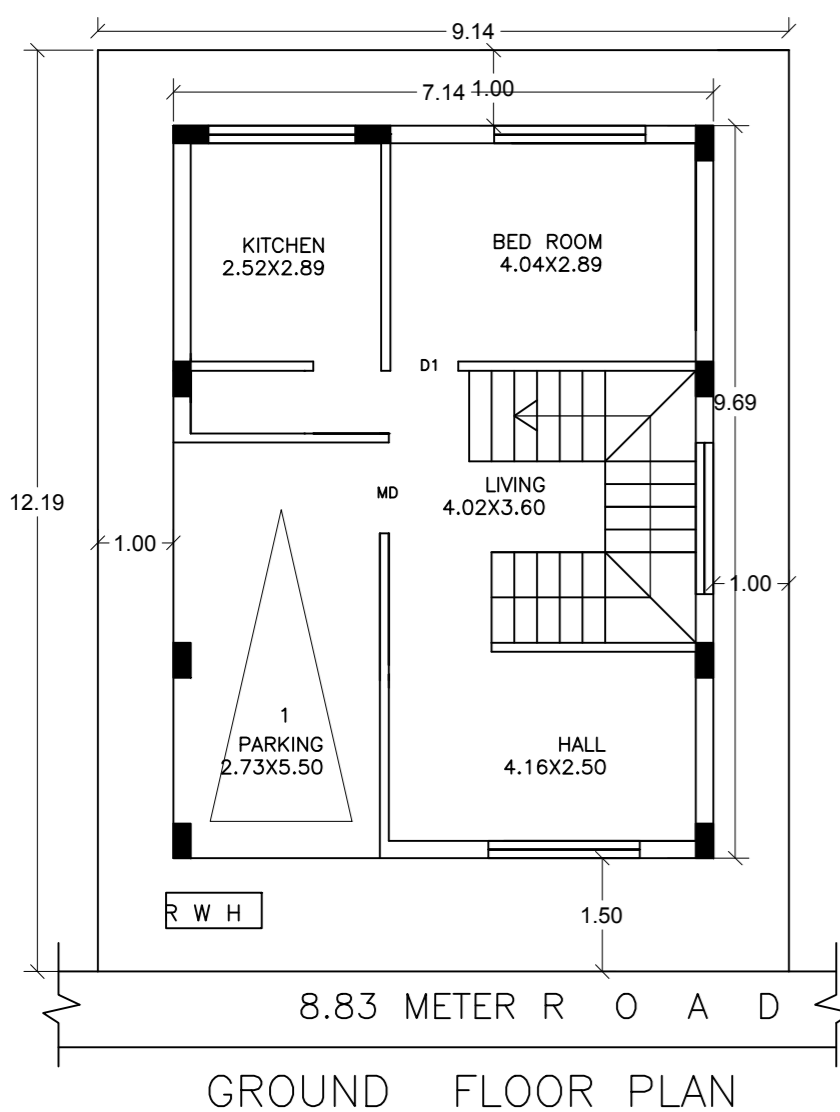 9.14
7.14
1.00
KITCHEN
2.52X2.89
BED ROOM
4.04X2.89
D1
9.69
12.19
MD
LIVING
4.02X3.60
1.00
1.00
1
PARKING
2.73X5.50
HALL
4.16X2.50
R W H
1.50
8.83 METER R O A D
GROUND FLOOR PLAN